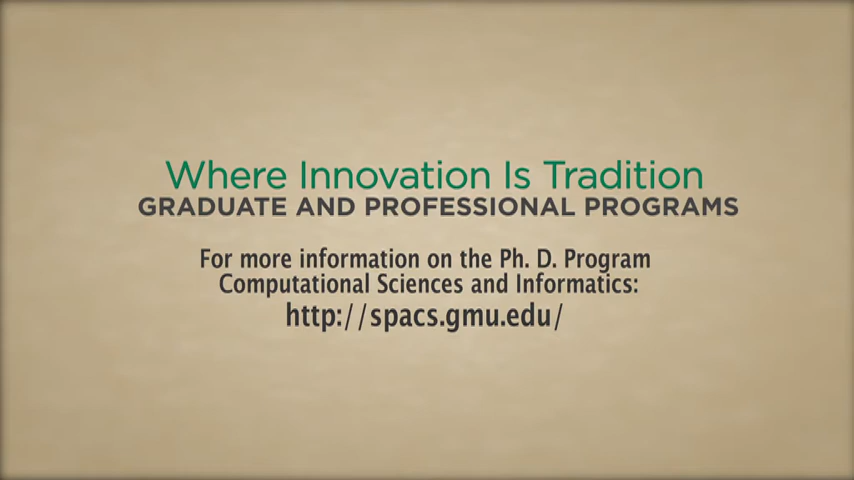 Where Innovation Is Tradition
GRADUATE AND PROFESSIONAL PROGRAMS
For more information on the Ph. D. Program
Computational Sciences and Informatics:
http://spacs.gmu.edu/